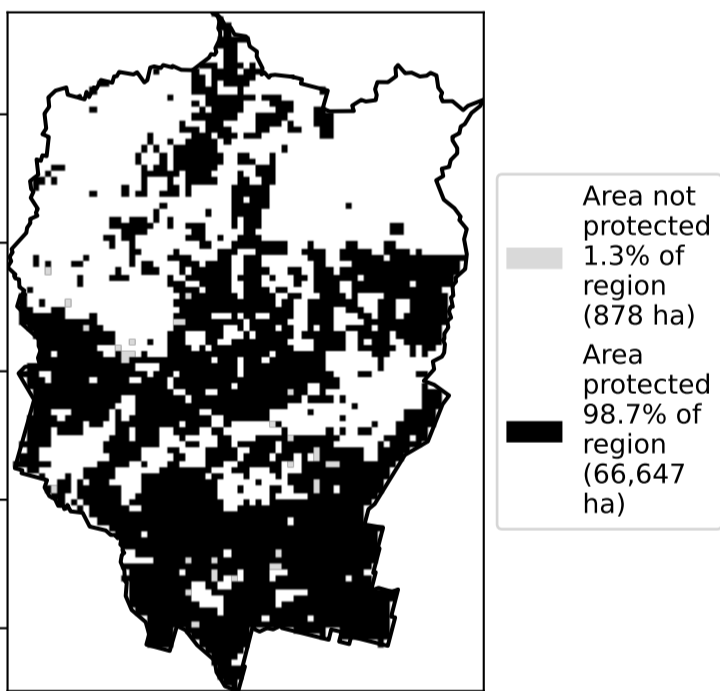 Area not
protected
1.3% of
region
(878 ha)
Area
protected
98.7% of
region
(66,647
ha)